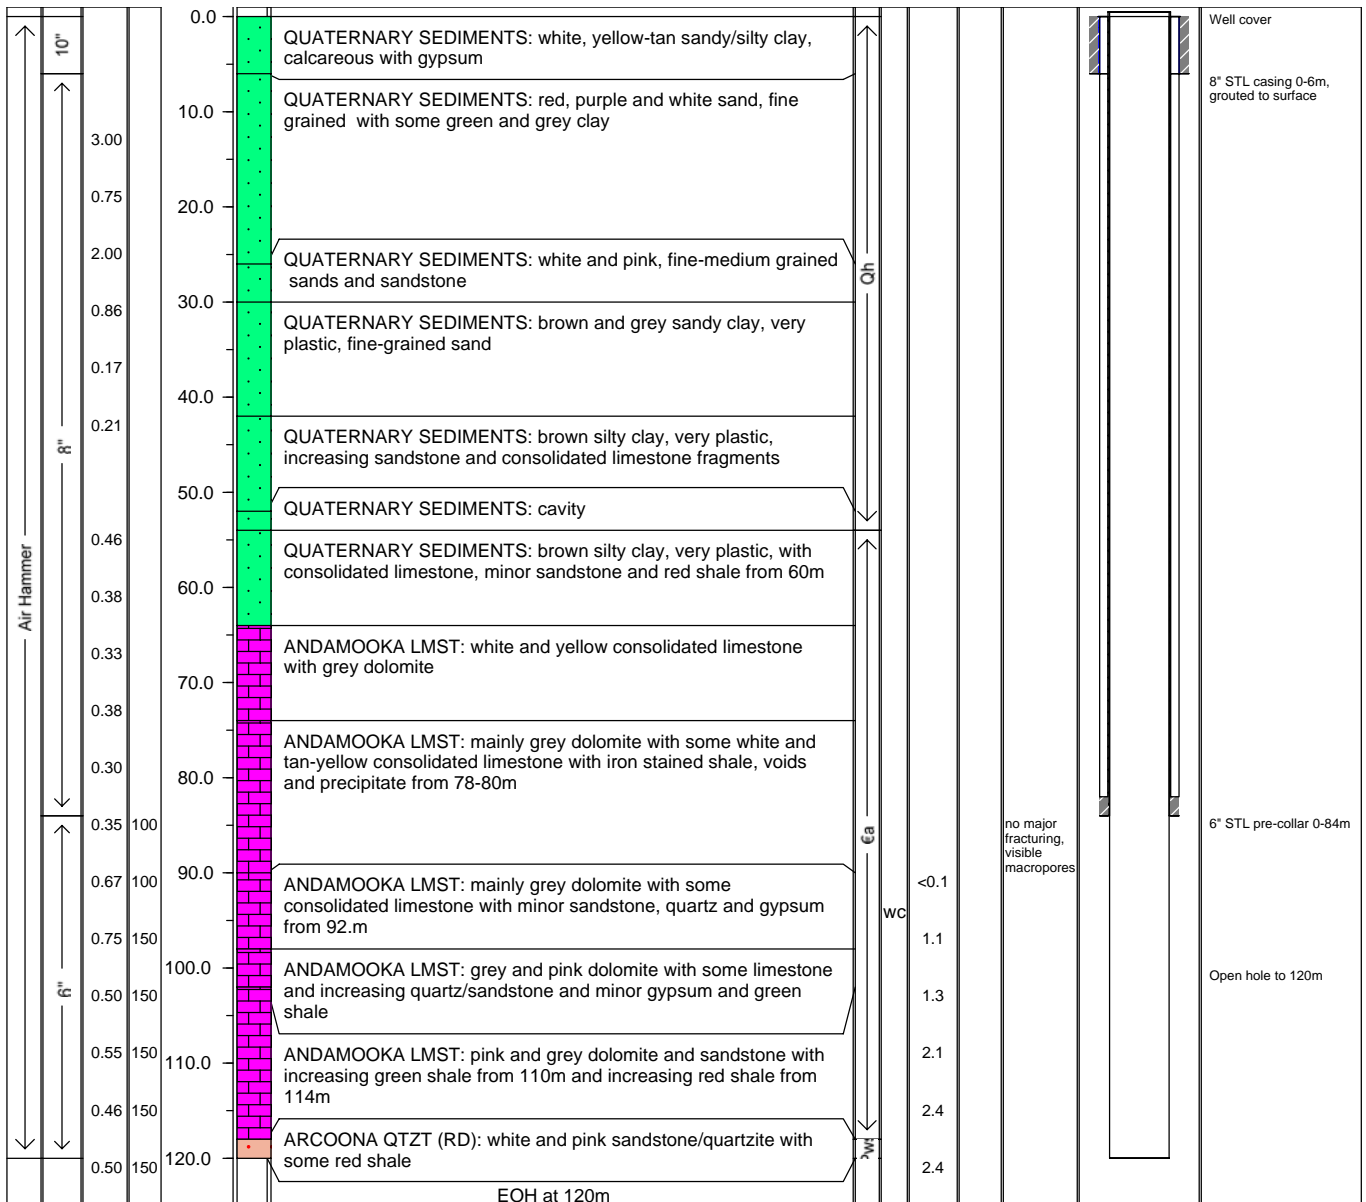 0.0
10"
QUATERNARY SEDIMENTS: white, yellow-tan sandy/silty clay,
calcareous with gypsum
Well cover
8" STL casing 0-6m,
grouted to surface
QUATERNARY SEDIMENTS: red, purple and white sand, fine
grained with some green and grey clay
10.0
3.00
0.75
20.0
2.00
QUATERNARY SEDIMENTS: white and pink, fine-medium grained
sands and sandstone
Qh
30.0
0.86
QUATERNARY SEDIMENTS: brown and grey sandy clay, very
plastic, fine-grained sand
0.17
40.0
0.21
8"
QUATERNARY SEDIMENTS: brown silty clay, very plastic,
increasing sandstone and consolidated limestone fragments
50.0
QUATERNARY SEDIMENTS: cavity
0.46
QUATERNARY SEDIMENTS: brown silty clay, very plastic, with
consolidated limestone, minor sandstone and red shale from 60m
Air Hammer
60.0
0.38
0.33
ANDAMOOKA LMST: white and yellow consolidated limestone
with grey dolomite
70.0
0.38
ANDAMOOKA LMST: mainly grey dolomite with some white and
tan-yellow consolidated limestone with iron stained shale, voids
and precipitate from 78-80m
0.30
80.0
0.35 100
Єa
no major
fracturing,
visible
macropores
6" STL pre-collar 0-84m
90.0
0.67 100
ANDAMOOKA LMST: mainly grey dolomite with some
consolidated limestone with minor sandstone, quartz and gypsum
from 92.m
<0.1
wc
0.75 150
1.1
100.0
6"
0.50 150
ANDAMOOKA LMST: grey and pink dolomite with some limestone
and increasing quartz/sandstone and minor gypsum and green
shale
1.3
Open hole to 120m
0.55 150
110.0
ANDAMOOKA LMST: pink and grey dolomite and sandstone with
increasing green shale from 110m and increasing red shale from
114m
2.1
0.46 150
2.4
ARCOONA QTZT (RD): white and pink sandstone/quartzite with
some red shale
120.0
0.50 150
2.4
EOH at 120m